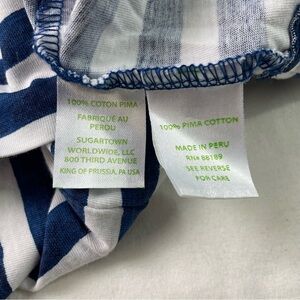 100% COTON PIMA
FABRIQUÉ AU
PEROU
SUGARTOWN
WORLDWIDE, LLC
800 THIRD AVENUE
KING OF PRUSSIA, PA USA
100% PIMA COTTON
MADE IN PERU
RN# 88189
SEE REVERSE
FOR CARE